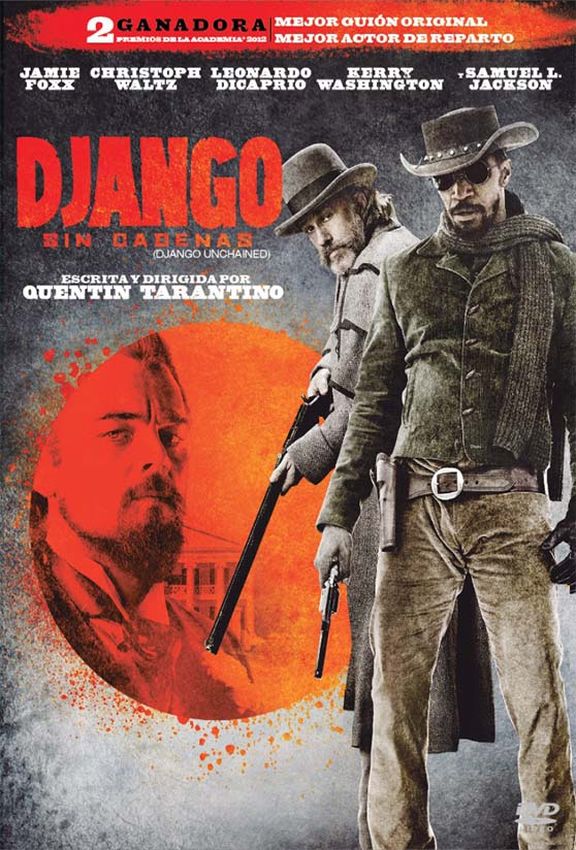 2 GANADORA
PREMIOS DE LA ACADEMIA® 2012
MEJOR GUIÓN ORIGINAL
MEJOR ACTOR DE REPARTO
JAMIE FOXX
CHRISTOPH WALTZ
LEONARDO DICAPRIO
KERRY WASHINGTON
Y SAMUEL L. JACKSON
DJANGO
SIN CADENAS
(DJANGO UNCHAINED)
ESCRITA Y DIRIGIDA POR
QUENTIN TARANTINO
DVD